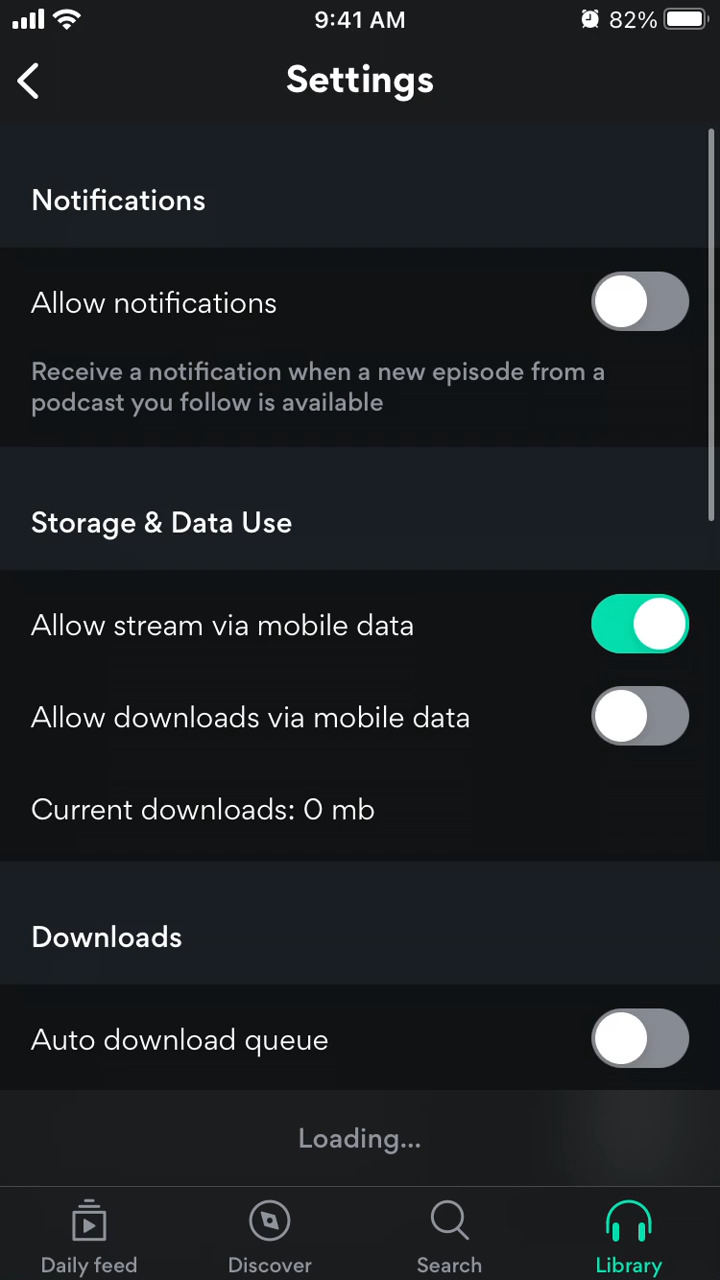 9:41 AM
82%
Settings
Notifications
Allow notifications
Receive a notification when a new episode from a
podcast you follow is available
Storage & Data Use
Allow stream via mobile data
Allow downloads via mobile data
Current downloads: 0 mb
Downloads
Auto download queue
Loading...
Daily feed
Discover
Search
Library